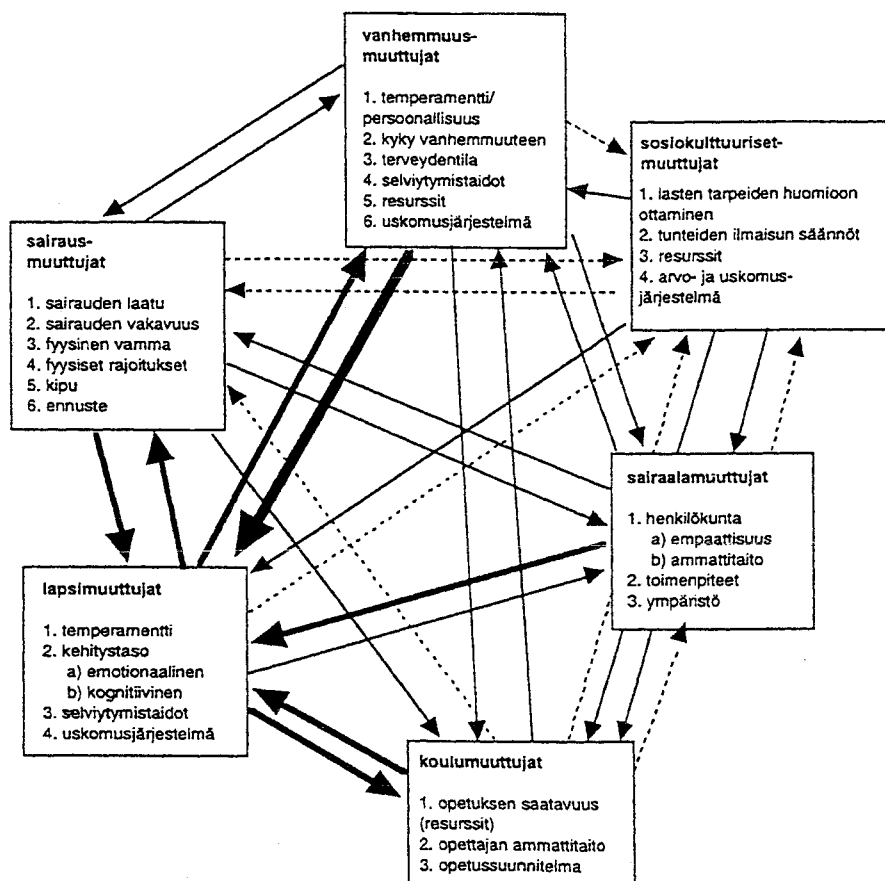 vanhemmuus-
muuttujat
1. temperamentti/
persoonallisuus
2. kyky vanhemmuuteen
3. terveydentila
4. selviytymistaidot
5. resurssit
6. uskomusjärjestelmä
sosiokulttuuriset-
muuttujat
1. lasten tarpeiden huomioon
ottaminen
2. tunteiden ilmaisun säännöt
3. resurssit
4. arvo- ja uskomus-
järjestelmä
sairaus-
muuttujat
1. sairauden laatu
2. sairauden vakavuus
3. fyysinen vamma
4. fyysiset rajoitukset
5. kipu
6. ennuste
sairaalamuuttujat
1. henkilökunta
a) empaattisuus
b) ammattitaito
2. toimenpiteet
3. ympäristö
lapsimuuttujat
1. temperamentti
2. kehitystaso
a) emotionaalinen
b) kognitiivinen
3. selviytymistaidot
4. uskomusjärjestelmä
koulumuuttujat
1. opetuksen saatavuus
(resurssit)
2. opettajan ammattitaito
3. opetussuunnitelma